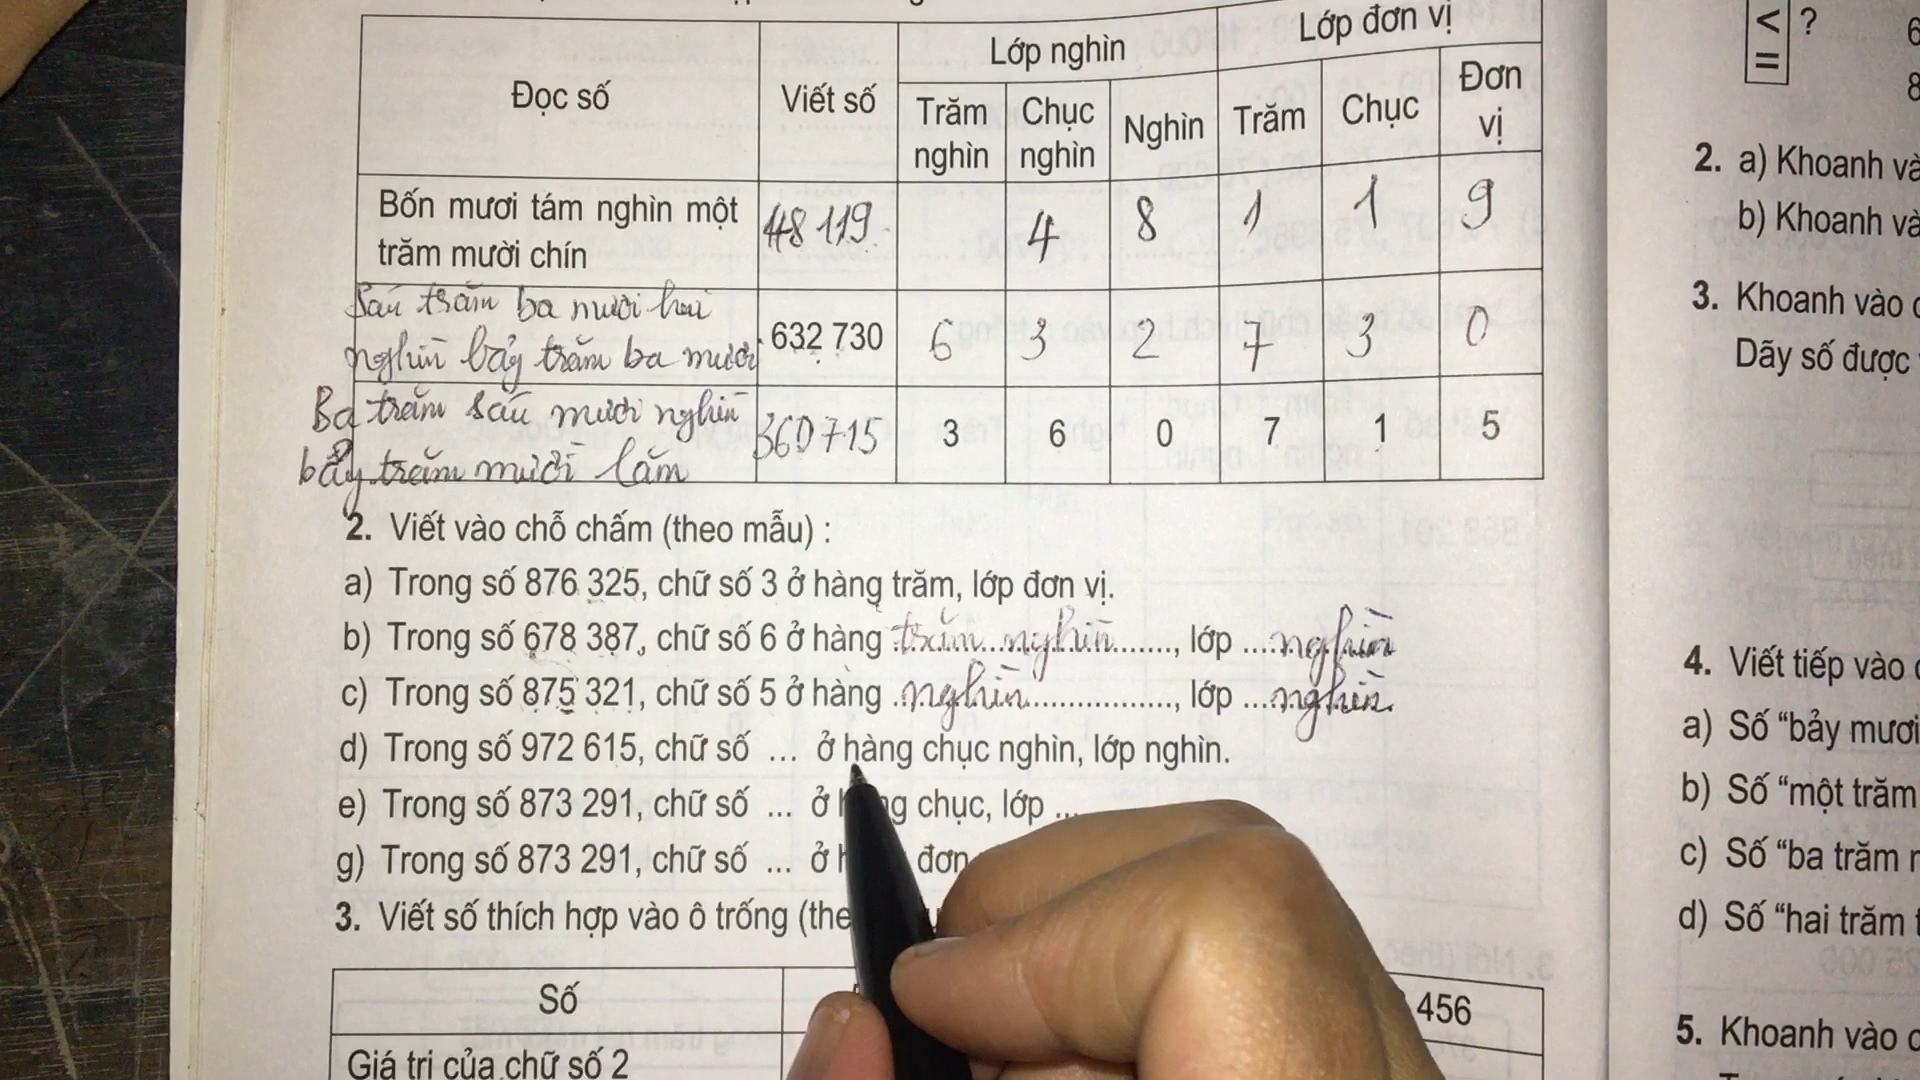 Lớp nghìn
Lớp đơn vị
Đọc số
Viết số
Trăm nghìn
Chục nghìn
Nghìn
Trăm
Chục
Đơn vị
Bốn mươi tám nghìn một
trăm mười chín
48 119
4
8
1
1
9
Sáu trăm ba mươi hai
nghìn bảy trăm ba mươi
632 730
6
3
2
7
3
0
Ba trăm sáu mươi nghìn
bảy trăm mười lăm
360 715
3
6
0
7
1
5
2. Viết vào chỗ chấm (theo mẫu) :
a) Trong số 876 325, chữ số 3 ở hàng trăm, lớp đơn vị.
b) Trong số 678 387, chữ số 6 ở hàng trăm nghìn, lớp nghìn
c) Trong số 875 321, chữ số 5 ở hàng nghìn, lớp nghìn.
d) Trong số 972 615, chữ số ... ở hàng chục nghìn, lớp nghìn.
e) Trong số 873 291, chữ số ... ở chục, lớp ...
g) Trong số 873 291, chữ số ... ở đơn
3. Viết số thích hợp vào ô trống
Số
456
Giá trị của chữ số 2
<
=
?
6
8
2. a) Khoanh
b) Khoanh
3. Khoanh vào
Dãy số được
4. Viết tiếp vào
a) Số “bảy mươi
b) Số “một trăm
c) Số “ba trăm
d) Số “hai trăm
5. Khoanh vào